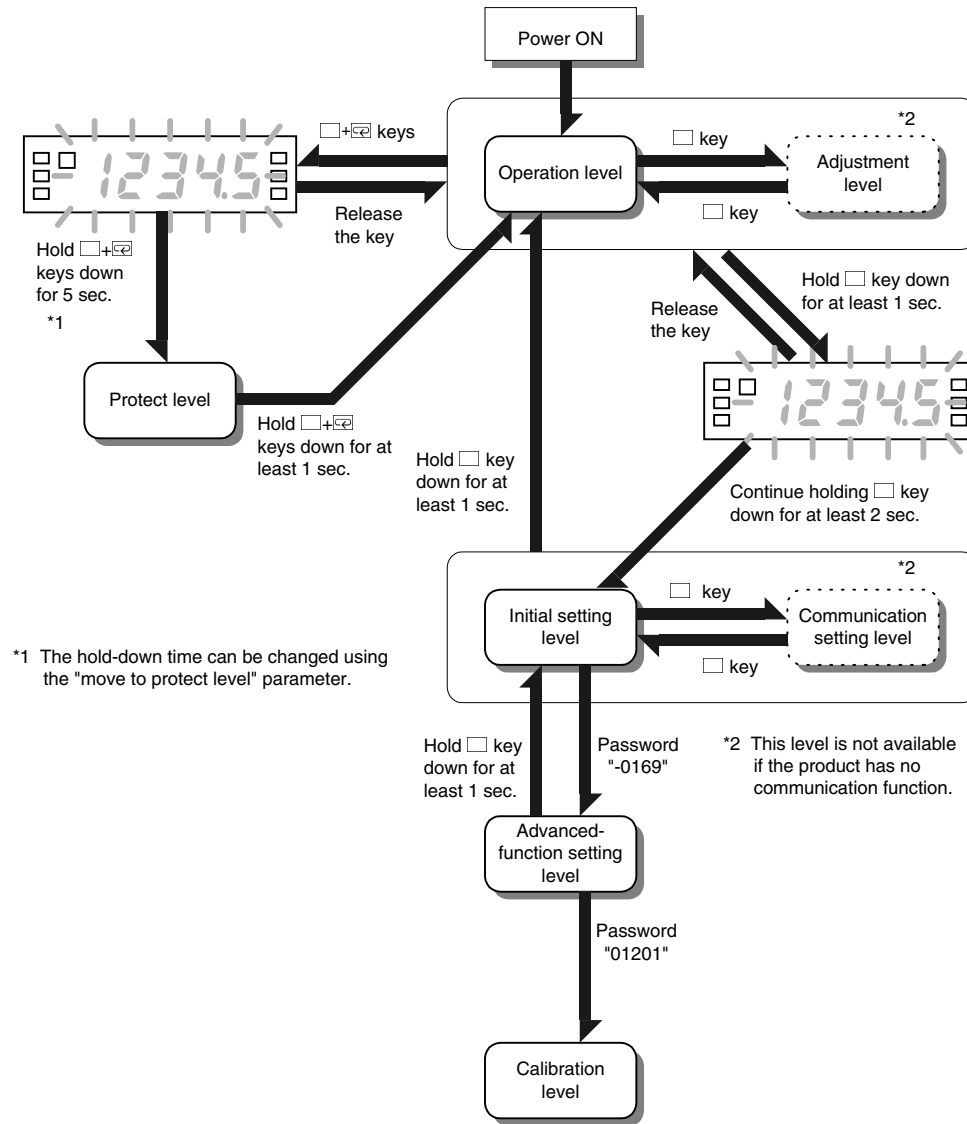 Power ON
+ keys
1234.5
Release
the key
Hold +
keys down
for 5 sec.
*1
Operation level
key
key
*2
Adjustment
level
Hold key down
for at least 1 sec.
Release
the key
1234.5
Protect level
Hold +
keys down for at
least 1 sec.
Hold key
down for at
least 1 sec.
Continue holding key
down for at least 2 sec.
*2
Initial setting
level
key
key
Communication
setting level
*1 The hold-down time can be changed using
the "move to protect level" parameter.
Hold key
down for at
least 1 sec.
Password
"-0169"
*2 This level is not available
if the product has no
communication function.
Advanced-
function setting
level
Password
"01201"
Calibration
level